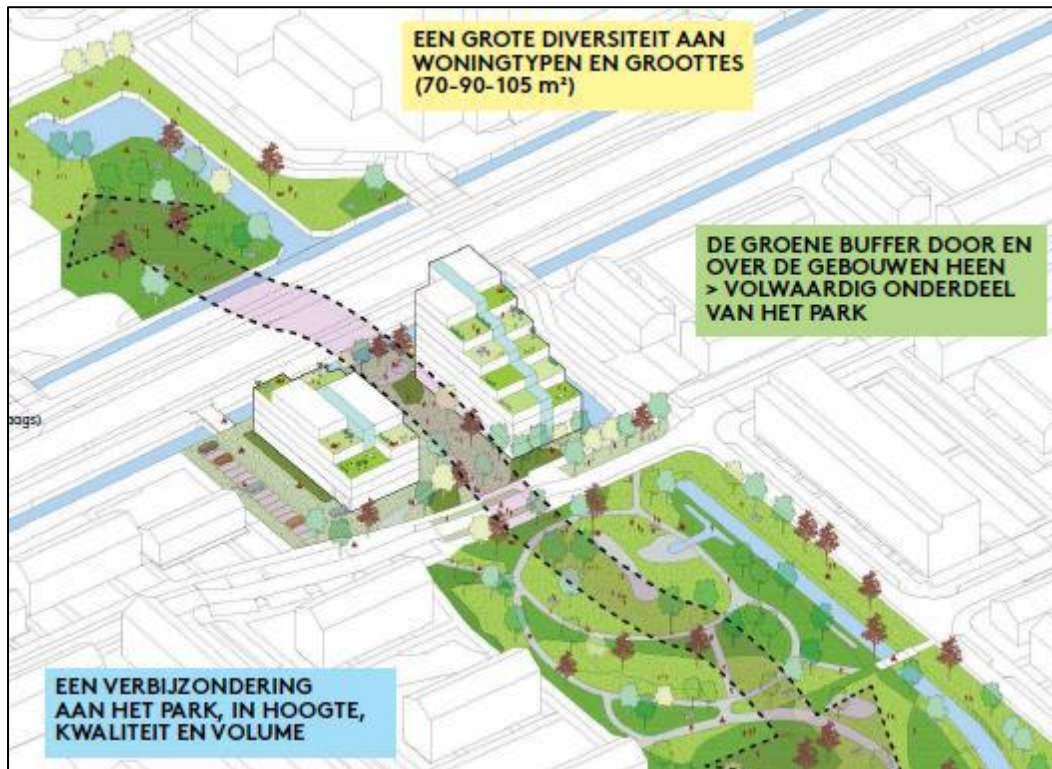 EEN GROTE DIVERSITEIT AAN
WONINGTYPEN EN GROOTTES
(70-90-105 m²)
DE GROENE BUFFER DOOR EN
OVER DE GEBOUWEN HEEN
> VOLWAARDIG ONDERDEEL
VAN HET PARK
EEN VERBIJZONDERING
AAN HET PARK, IN HOOGTE,
KWALITEIT EN VOLUME